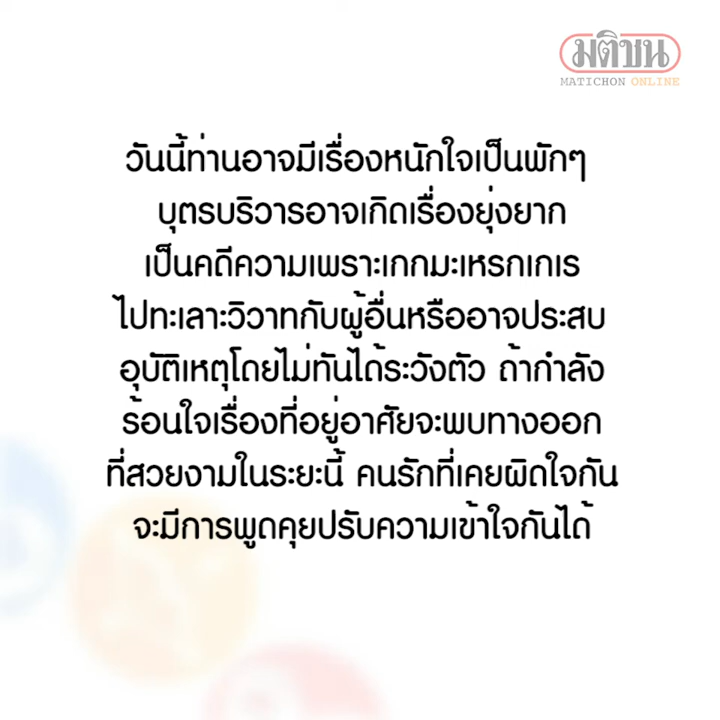 มติชน
MATICHON ONLINE
วันนี้ท่านอาจมีเรื่องหนักใจเป็นพักๆ
บุตรบริวารอาจเกิดเรื่องยุ่งยาก
เป็นคดีความเพราะเกกมะเหรกเกเร
ไปทะเลาะวิวาทกับผู้อื่นหรืออาจประสบ
อุบัติเหตุโดยไม่ทันได้ระวังตัว ถ้ากำลัง
ร้อนใจเรื่องที่อยู่อาศัยจะพบทางออก
ที่สวยงามในระยะนี้ คนรักที่เคยผิดใจกัน
จะมีการพูดคุยปรับความเข้าใจกันได้